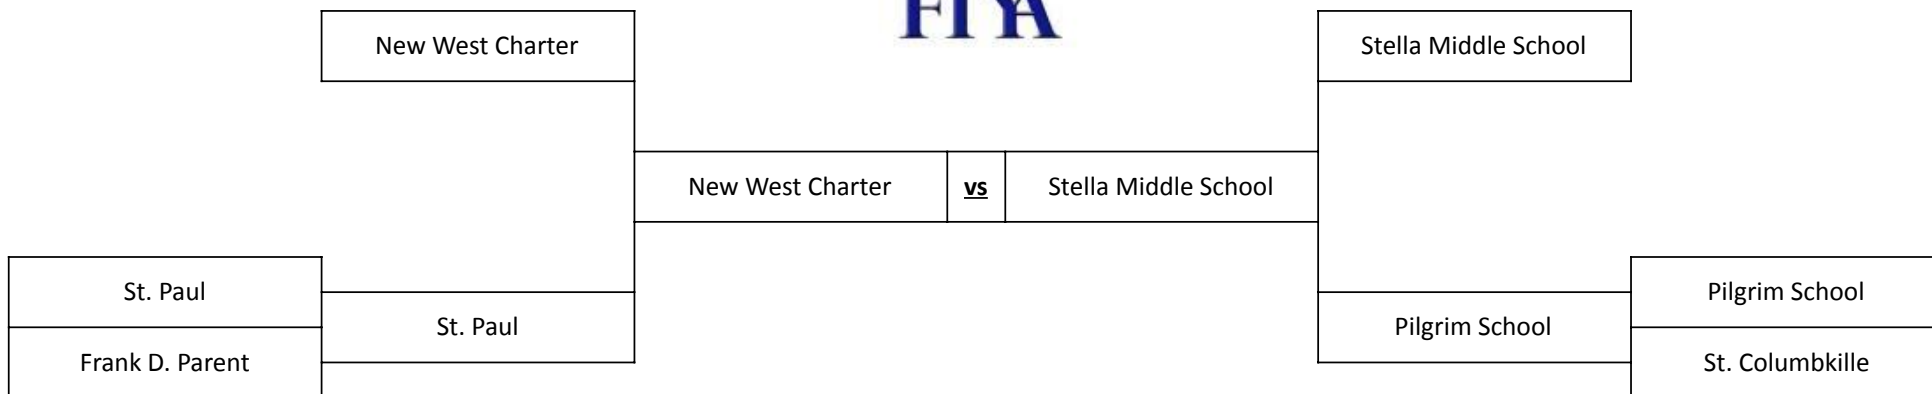 FIYA
New West Charter
Stella Middle School
New West Charter vs Stella Middle School
St. Paul
Pilgrim School
St. Paul
Pilgrim School
Frank D. Parent
St. Columbkille